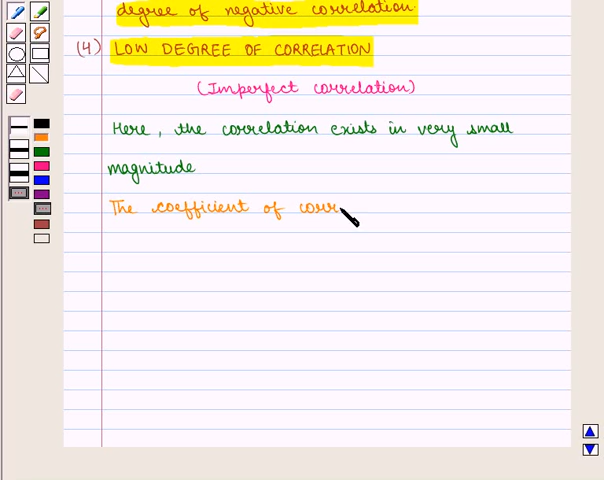 degree of negative correlation.
(4) LOW DEGREE OF CORRELATION
(Imperfect correlation)
Here, the correlation exists in very small
magnitude
The coefficient of corr